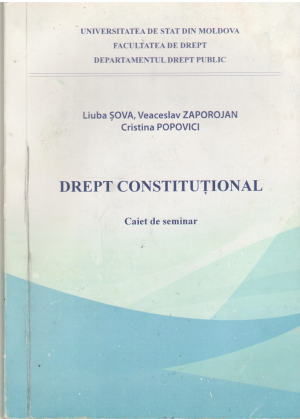 UNIVERSITATEA DE STAT DIN MOLDOVA
FACULTATEA DE DREPT
DEPARTAMENTUL DREPT PUBLIC
Liuba ȘOVA, Veaceslav ZAPOROJAN
Cristina POPOVICI
DREPT CONSTITUȚIONAL
Caiet de seminar